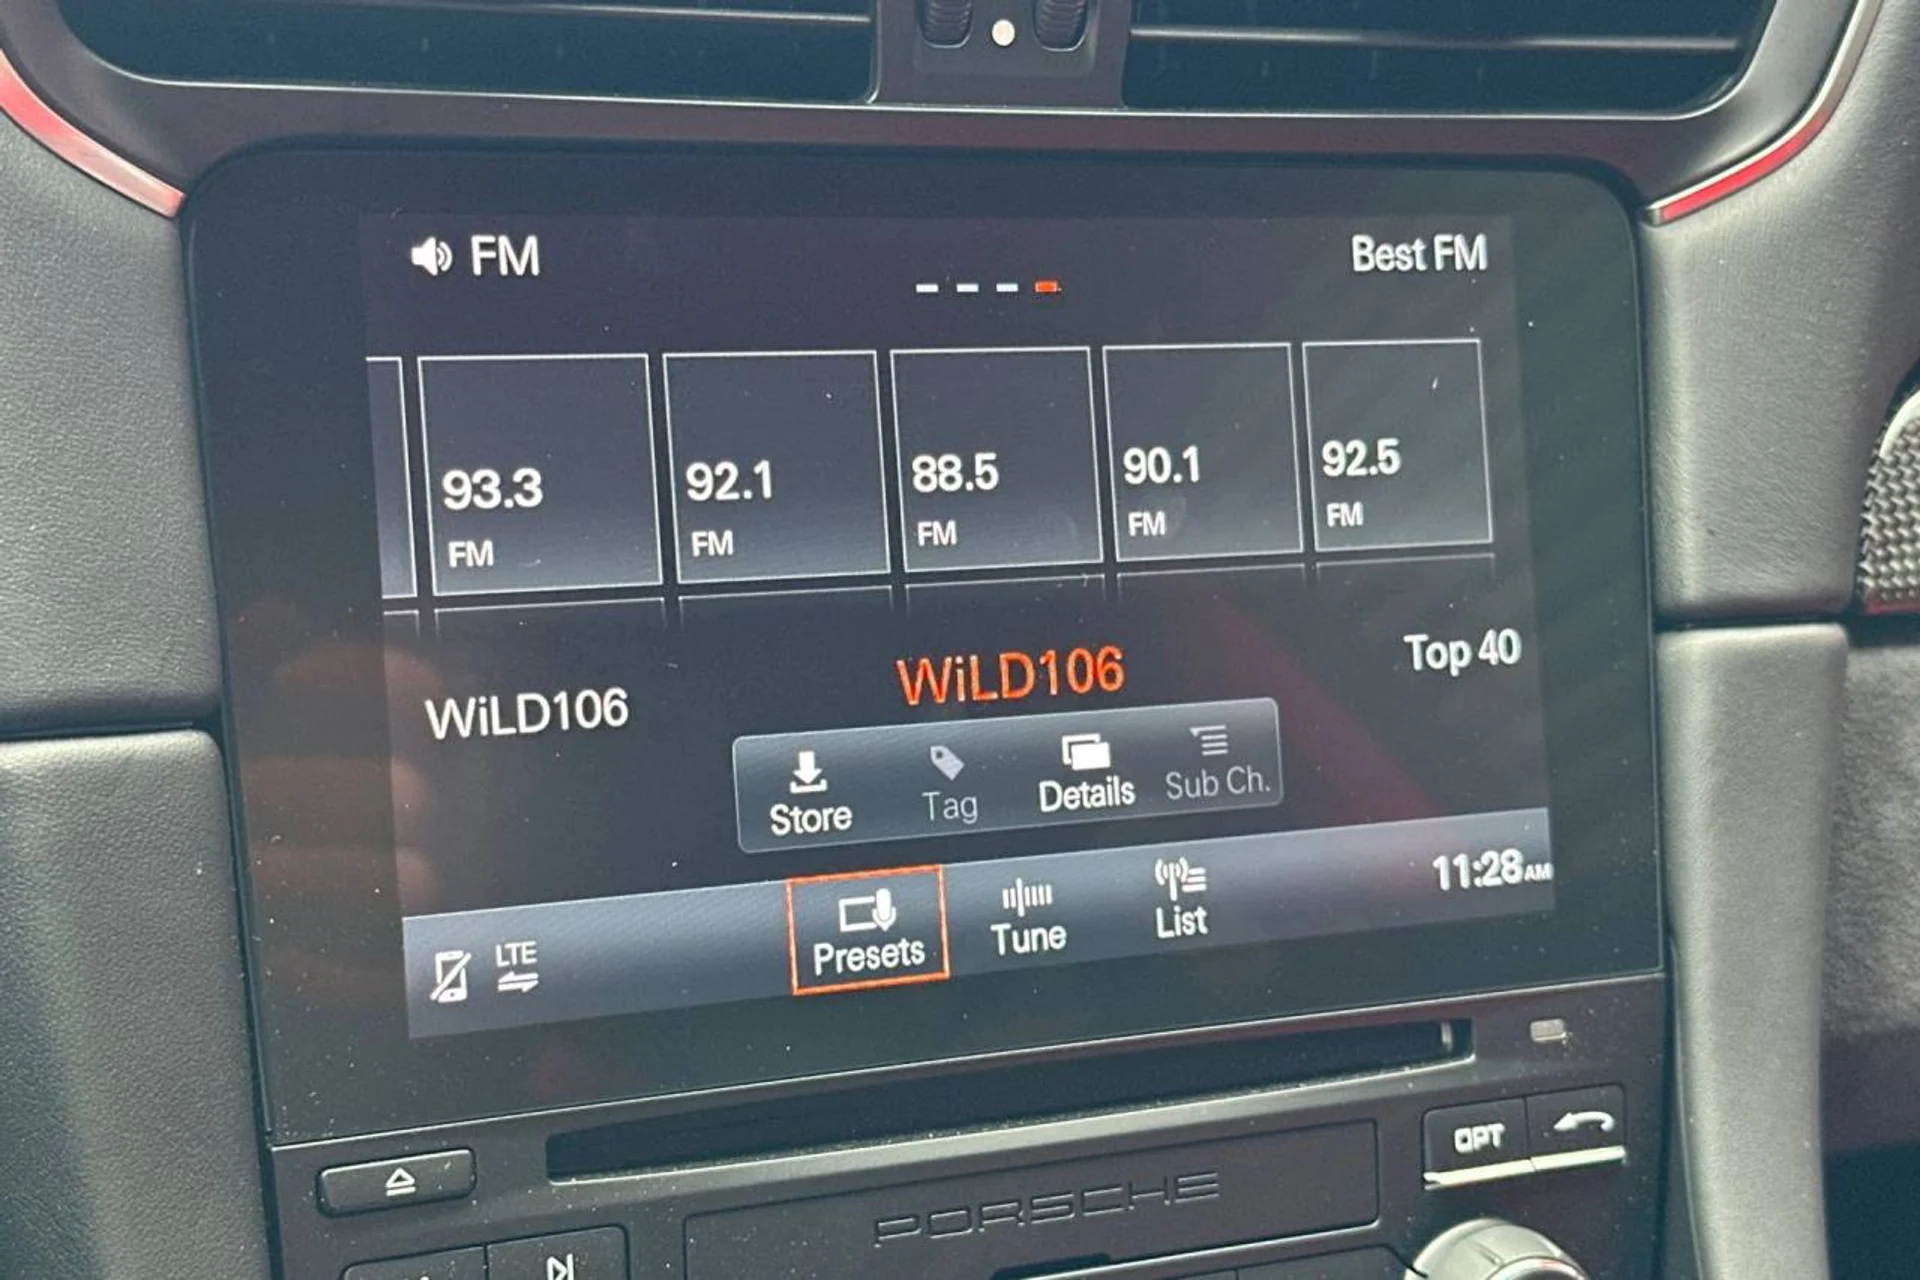 FM
Best FM
93.3
FM
92.1
FM
88.5
FM
90.1
FM
92.5
FM
WiLD106
WiLD106
Top 40
Store
Tag
Details
Sub Ch.
LTE
Presets
Tune
List
11:28AM
OPT
PORSCHE